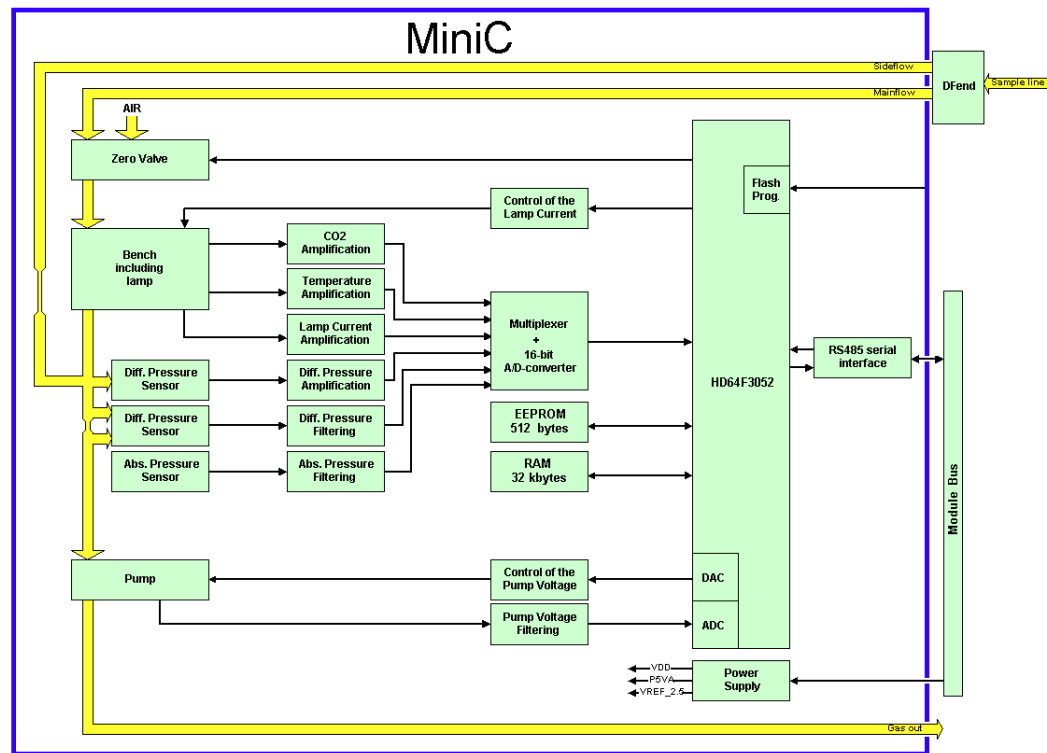 MiniC
Sideflow
Mainflow
DFend
Sample line
AIR
Zero Valve
Flash
Prog.
Control of the
Lamp Current
Bench
including
lamp
CO2
Amplification
Temperature
Amplification
Lamp Current
Amplification
Multiplexer
+
16-bit
A/D-converter
HD64F3052
RS485 serial
interface
Diff. Pressure
Sensor
Diff. Pressure
Amplification
Diff. Pressure
Sensor
Diff. Pressure
Filtering
EEPROM
512 bytes
Abs. Pressure
Sensor
Abs. Pressure
Filtering
RAM
32 kbytes
Module Bus
Pump
Control of the
Pump Voltage
DAC
Pump Voltage
Filtering
ADC
VDD
P5VA
VREF_2.5
Power
Supply
Gas out